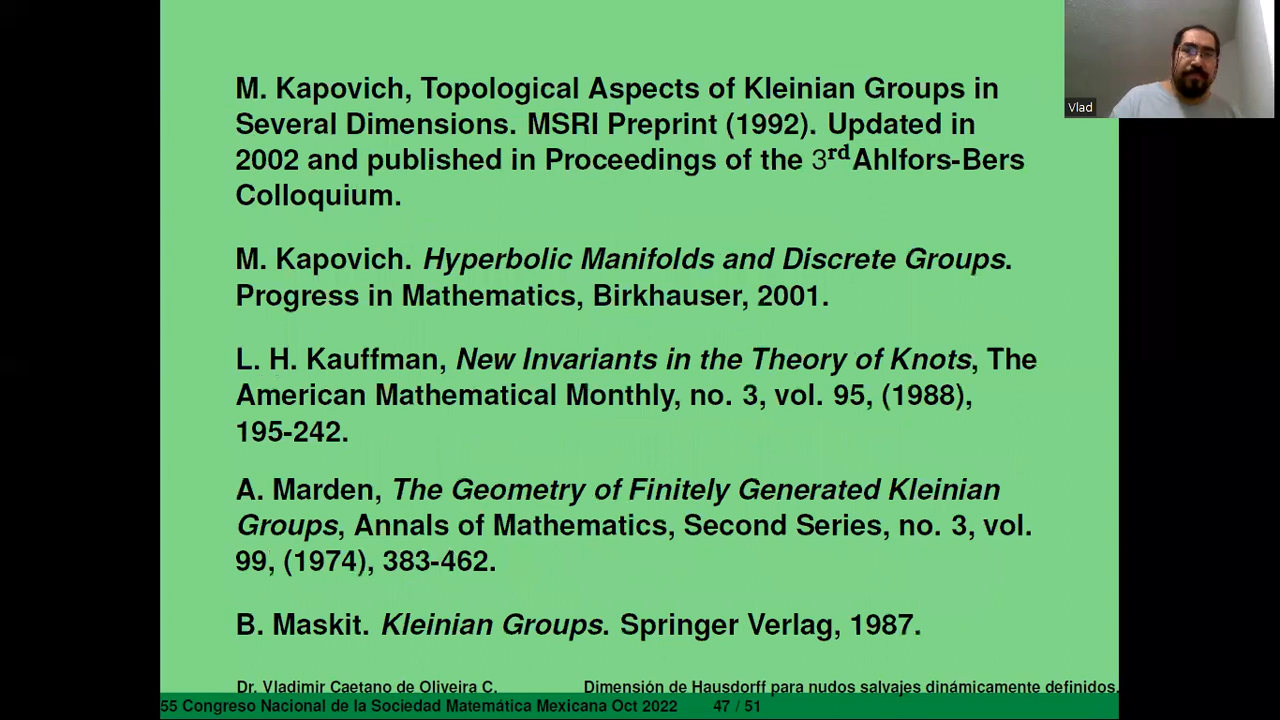 M. Kapovich, Topological Aspects of Kleinian Groups in
Several Dimensions. MSRI Preprint (1992). Updated in
2002 and published in Proceedings of the 3rd Ahlfors-Bers
Colloquium.
M. Kapovich. Hyperbolic Manifolds and Discrete Groups.
Progress in Mathematics, Birkhauser, 2001.
L. H. Kauffman, New Invariants in the Theory of Knots, The
American Mathematical Monthly, no. 3, vol. 95, (1988),
195-242.
A. Marden, The Geometry of Finitely Generated Kleinian
Groups, Annals of Mathematics, Second Series, no. 3, vol.
99, (1974), 383-462.
B. Maskit. Kleinian Groups. Springer Verlag, 1987.
Dr. Vladimir Caetano de Oliveira C. Dimensión de Hausdorff para nudos salvajes dinámicamente definidos.
55 Congreso Nacional de la Sociedad Matemática Mexicana Oct 2022 47 / 51
Vlad